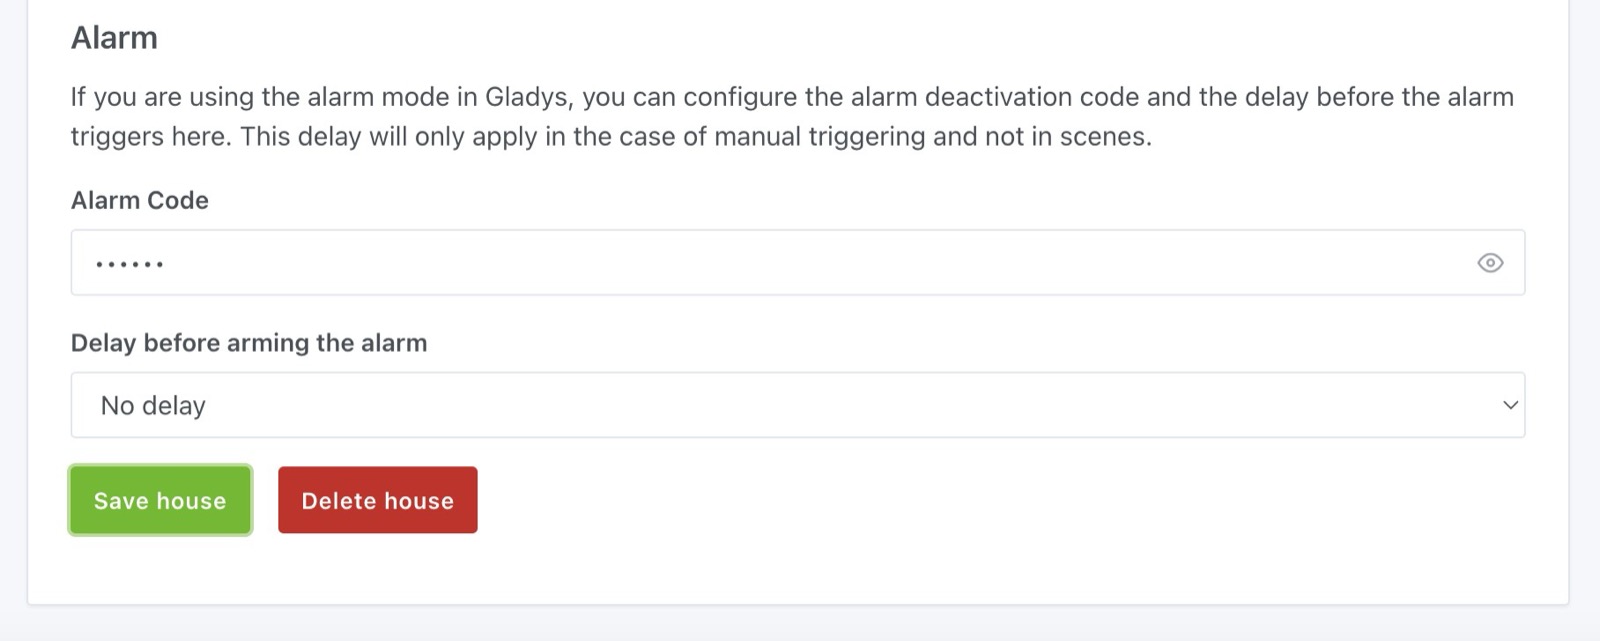 Alarm
If you are using the alarm mode in Gladys, you can configure the alarm deactivation code and the delay before the alarm
triggers here. This delay will only apply in the case of manual triggering and not in scenes.
Alarm Code
••••••
Delay before arming the alarm
No delay
Save house
Delete house